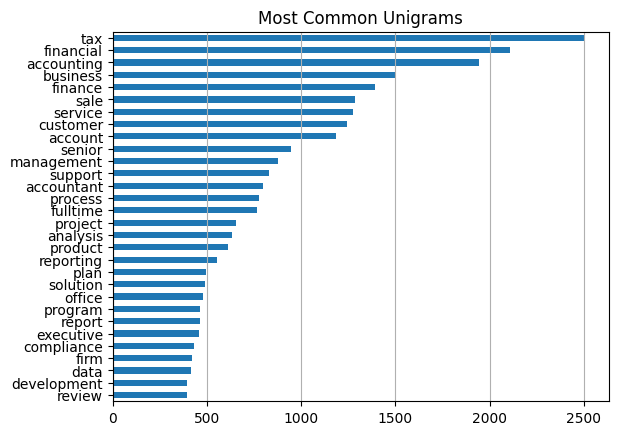 Most Common Unigrams
tax
financial
accounting
business
finance
sale
service
customer
account
senior
management
support
accountant
process
fulltime
project
analysis
product
reporting
plan
solution
office
program
report
executive
compliance
firm
data
development
review
0 500 1000 1500 2000 2500